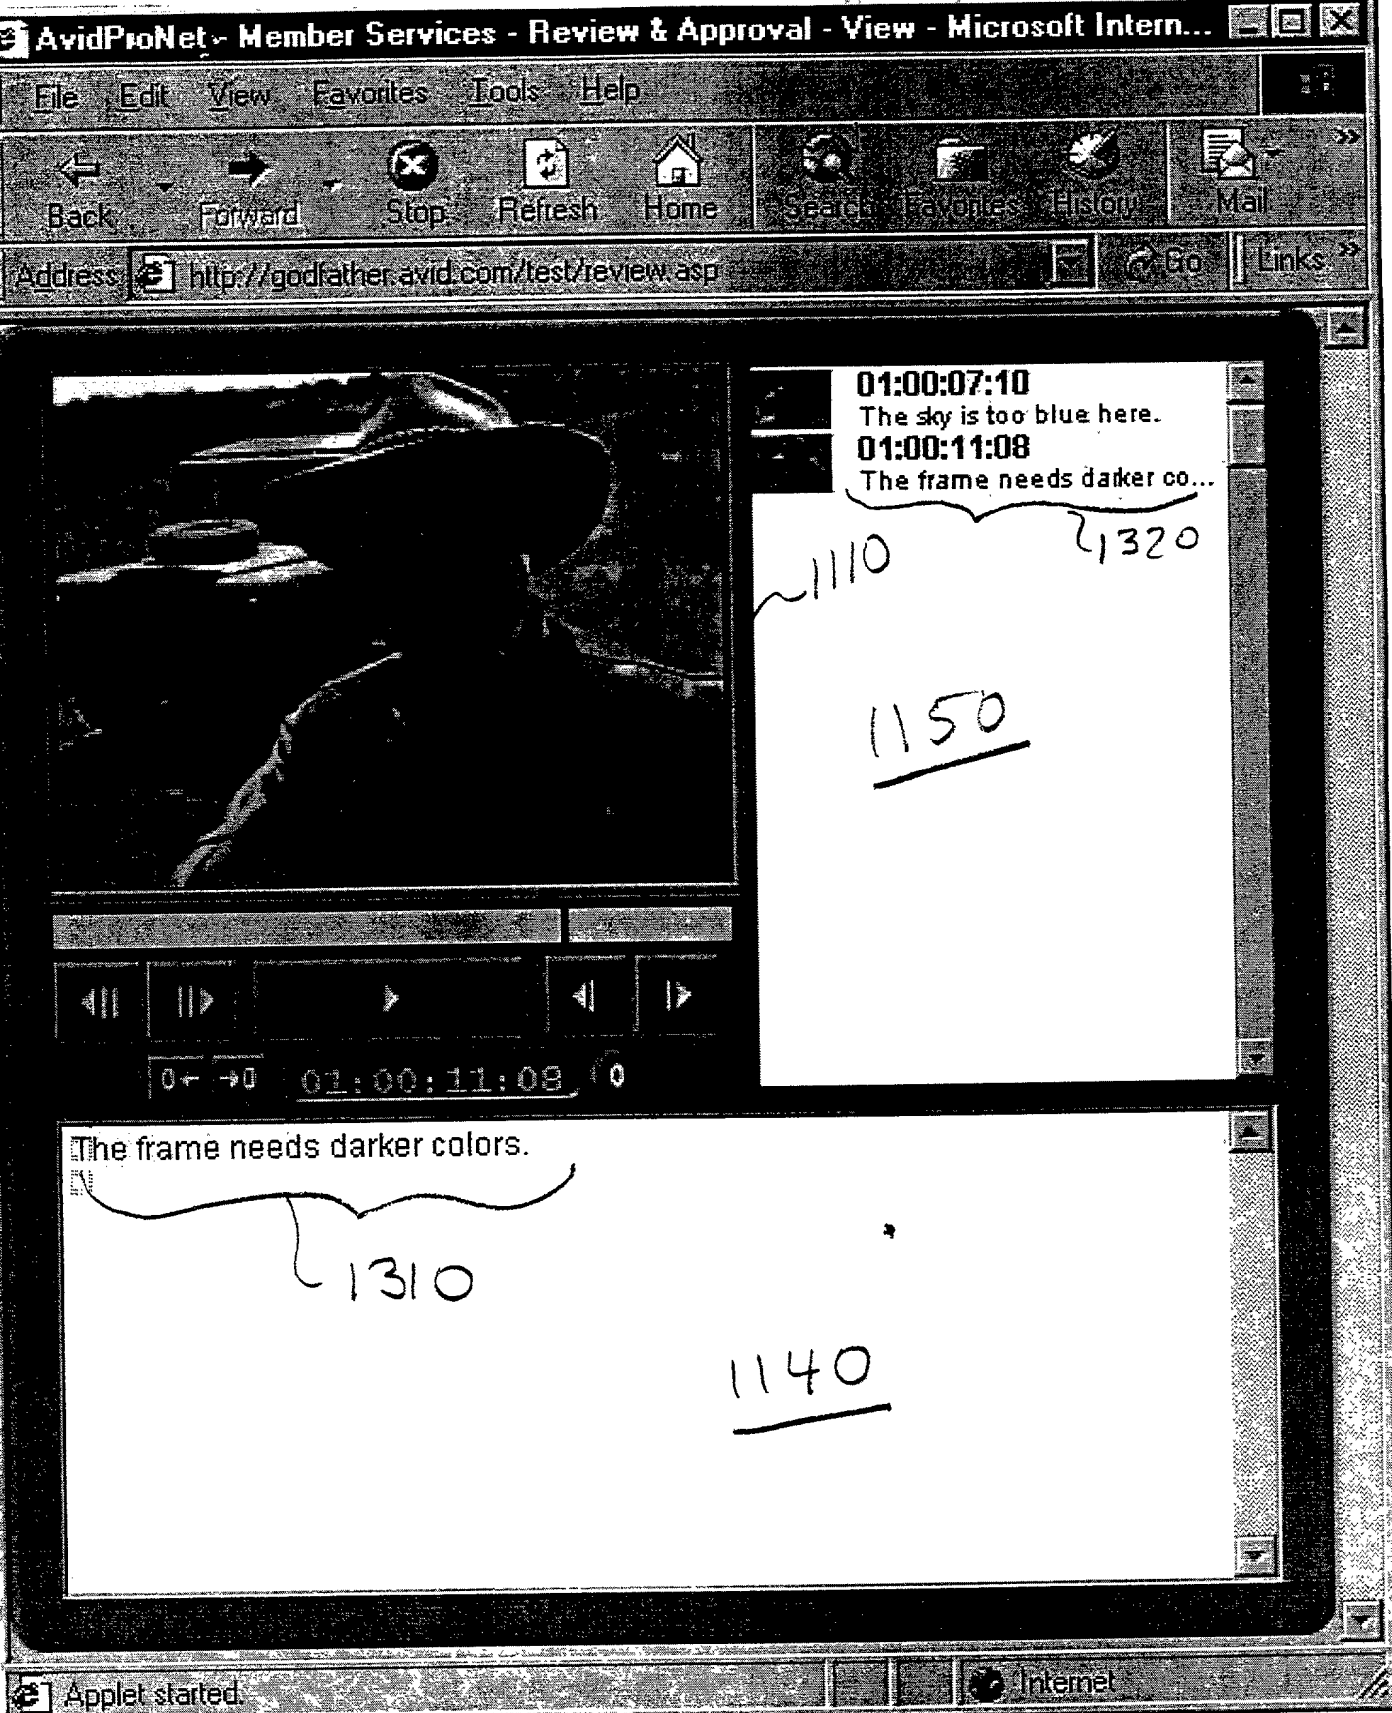 AvidProNet - Member Services - Review & Approval - View - Microsoft Intern...
File Edit View Favorites Tools Help
Back Forward Stop Refresh Home Search Favorites History Mail
Address http://godfather.avid.com/test/review.asp Go Links
01:00:07:10
The sky is too blue here.
01:00:11:08
The frame needs darker co...
1320
1110
1150
01:00:11:08
The frame needs darker colors.
1310
1140
Applet started. Internet